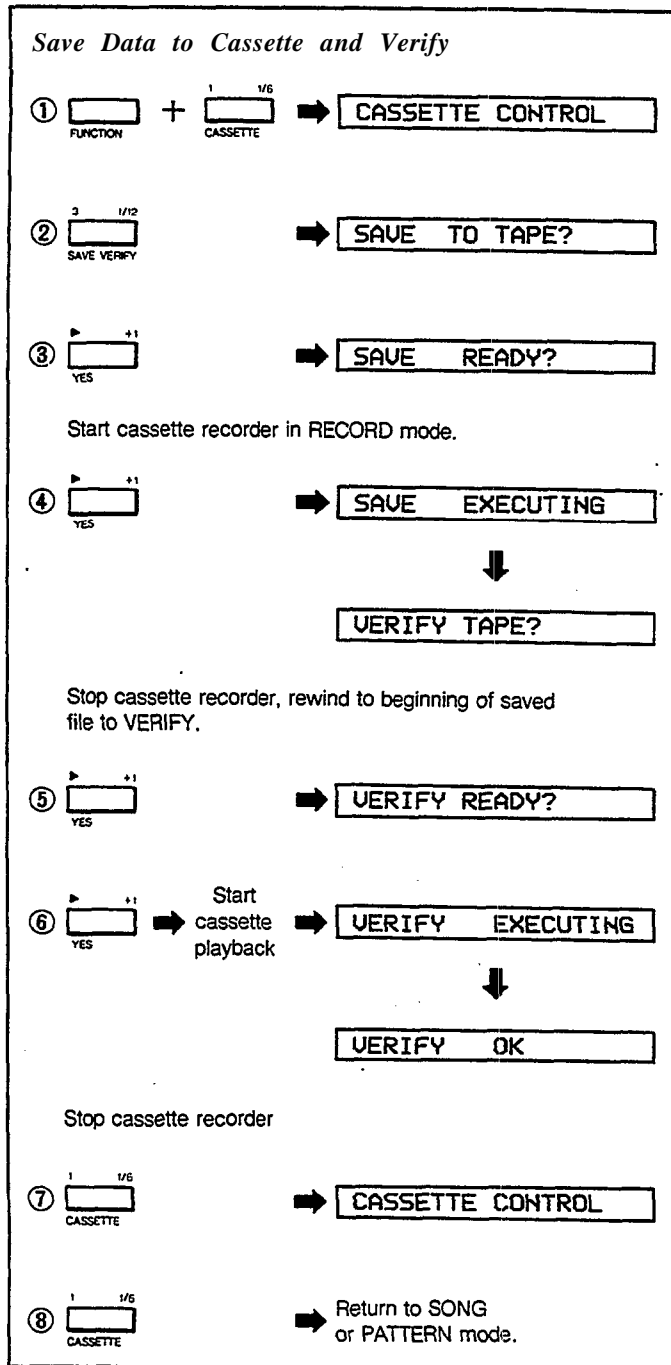 Save Data to Cassette and Verify
1 1/6
① + ➡ CASSETTE CONTROL
FUNCTION CASSETTE
3 1/12
② ➡ SAVE TO TAPE?
SAVE VERIFY
► +1
③ ➡ SAVE READY?
YES
Start cassette recorder in RECORD mode.
► +1
④ ➡ SAVE EXECUTING
YES
⬇
VERIFY TAPE?
Stop cassette recorder, rewind to beginning of saved
file to VERIFY.
► +1
⑤ ➡ VERIFY READY?
YES
► +1
⑥ ➡ Start cassette playback ➡ VERIFY EXECUTING
YES
⬇
VERIFY OK
Stop cassette recorder
1 1/6
⑦ ➡ CASSETTE CONTROL
CASSETTE
1 1/6
⑧ ➡ Return to SONG
or PATTERN mode.
CASSETTE